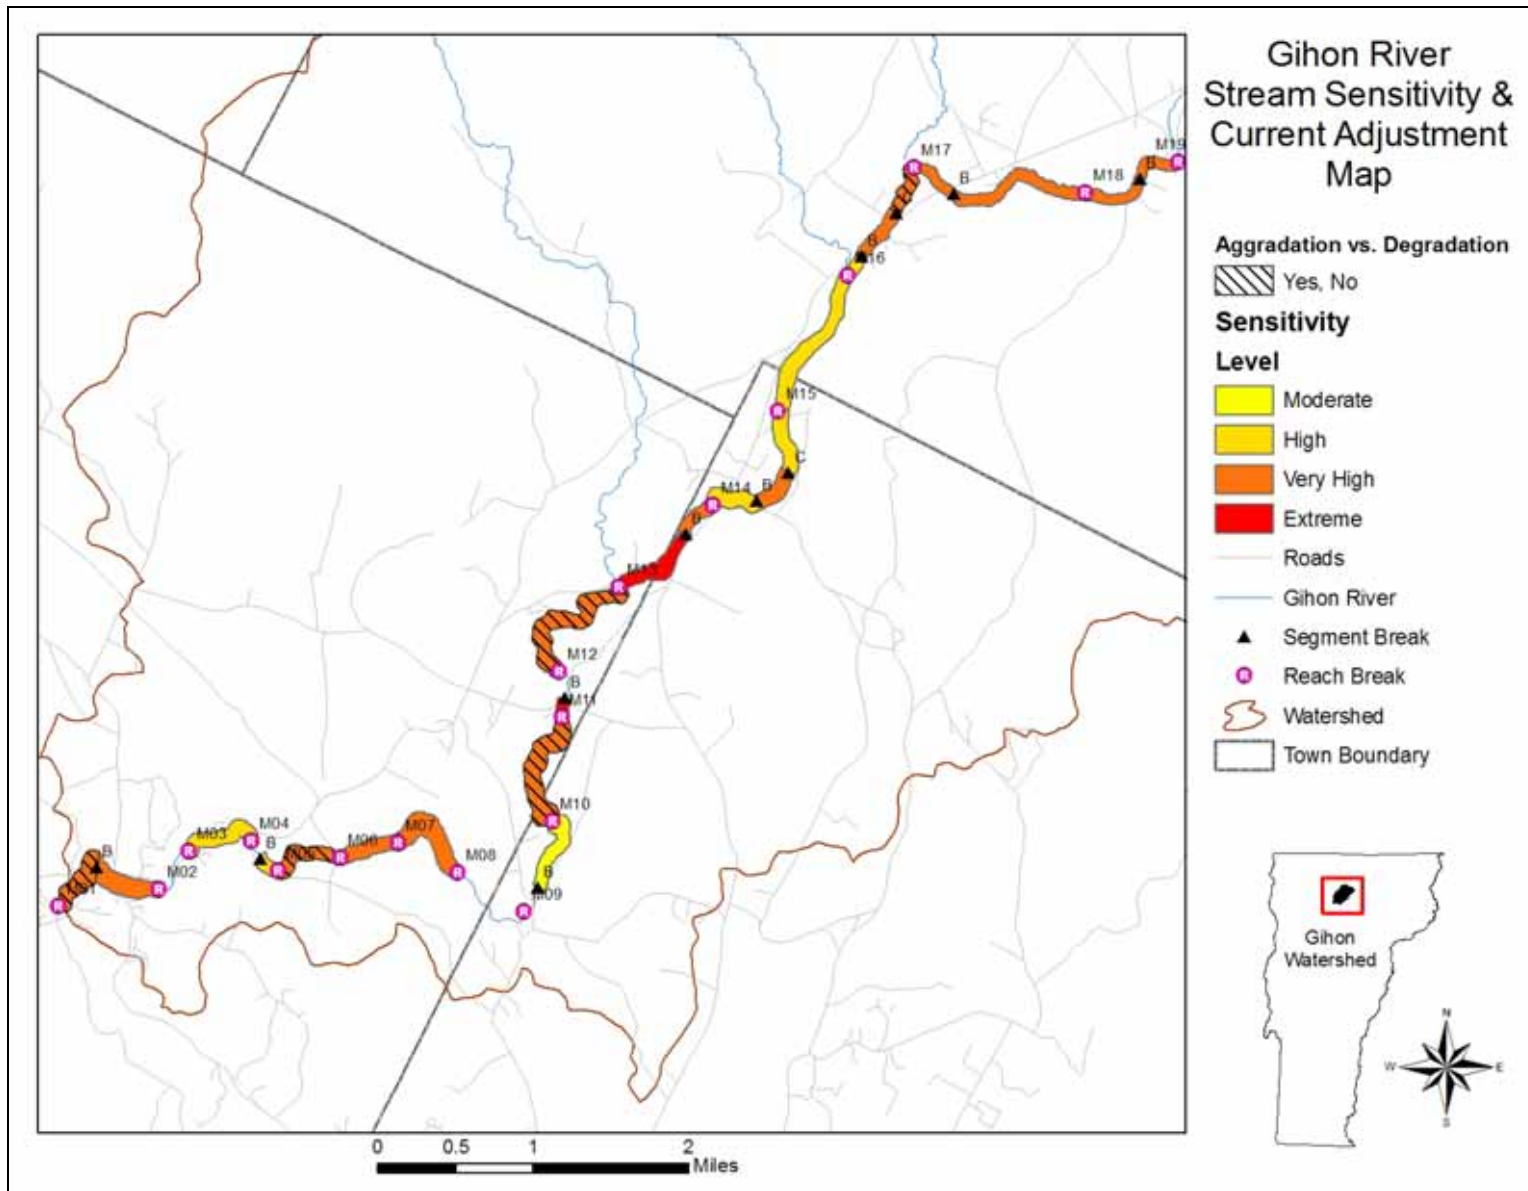 Gihon River
Stream Sensitivity &
Current Adjustment
Map
Aggradation vs. Degradation
Yes, No
Sensitivity
Level
Moderate
High
Very High
Extreme
Roads
Gihon River
R
Segment Break
Reach Break
Watershed
Town Boundary
Gihon
Watershed
N
W
E
S
M19
B
M18
M17
B
B
M15
C
B
M14
M12
B
M11
M10
B
M09
M08
M07
M06
M04
B
M03
M02
B
0
0.5
1
2
Miles